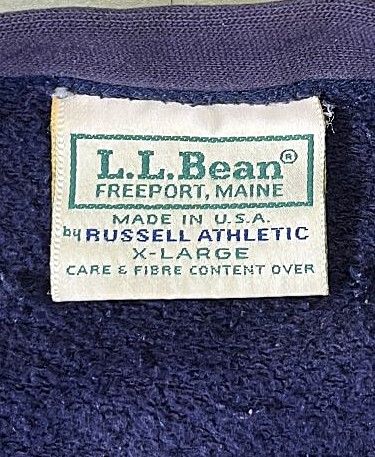 L.L.Bean®
FREEPORT, MAINE
MADE IN U.S.A.
by RUSSELL ATHLETIC
X-LARGE
CARE & FIBRE CONTENT OVER